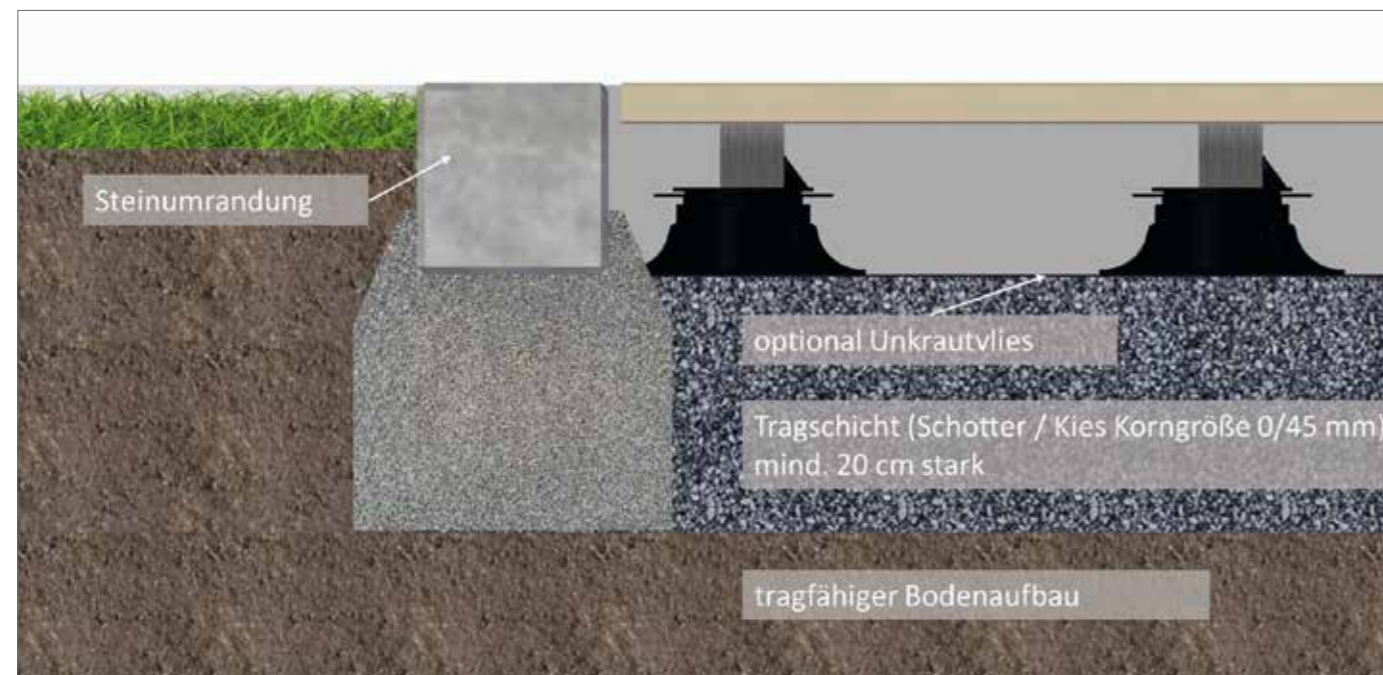 Steinumrandung
optional Unkrautvlies
Tragschicht (Schotter / Kies Korngröße 0/45 mm)
mind. 20 cm stark
tragfähiger Bodenaufbau